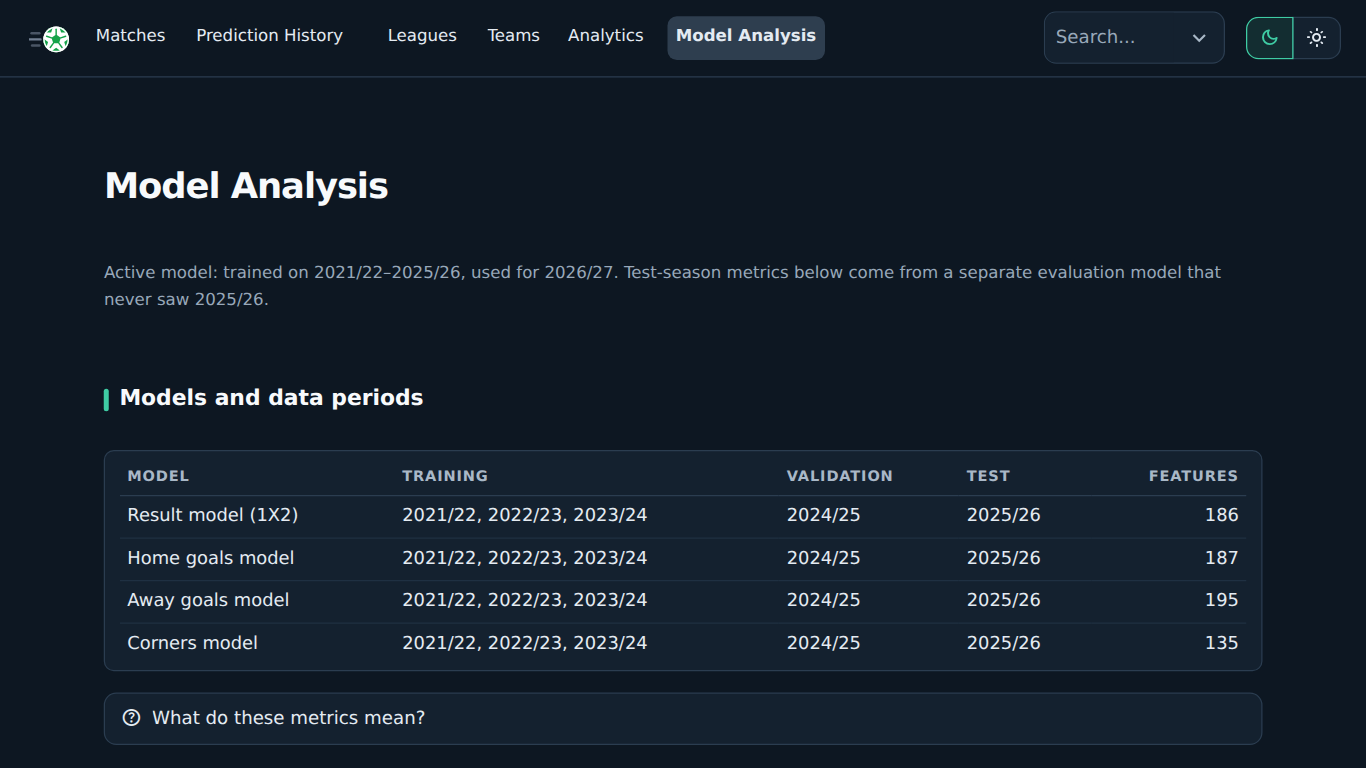 Matches Prediction History Leagues Teams Analytics Model Analysis Search...
Model Analysis
Active model: trained on 2021/22–2025/26, used for 2026/27. Test-season metrics below come from a separate evaluation model that
never saw 2025/26.
Models and data periods
MODEL TRAINING VALIDATION TEST FEATURES
Result model (1X2) 2021/22, 2022/23, 2023/24 2024/25 2025/26 186
Home goals model 2021/22, 2022/23, 2023/24 2024/25 2025/26 187
Away goals model 2021/22, 2022/23, 2023/24 2024/25 2025/26 195
Corners model 2021/22, 2022/23, 2023/24 2024/25 2025/26 135
What do these metrics mean?